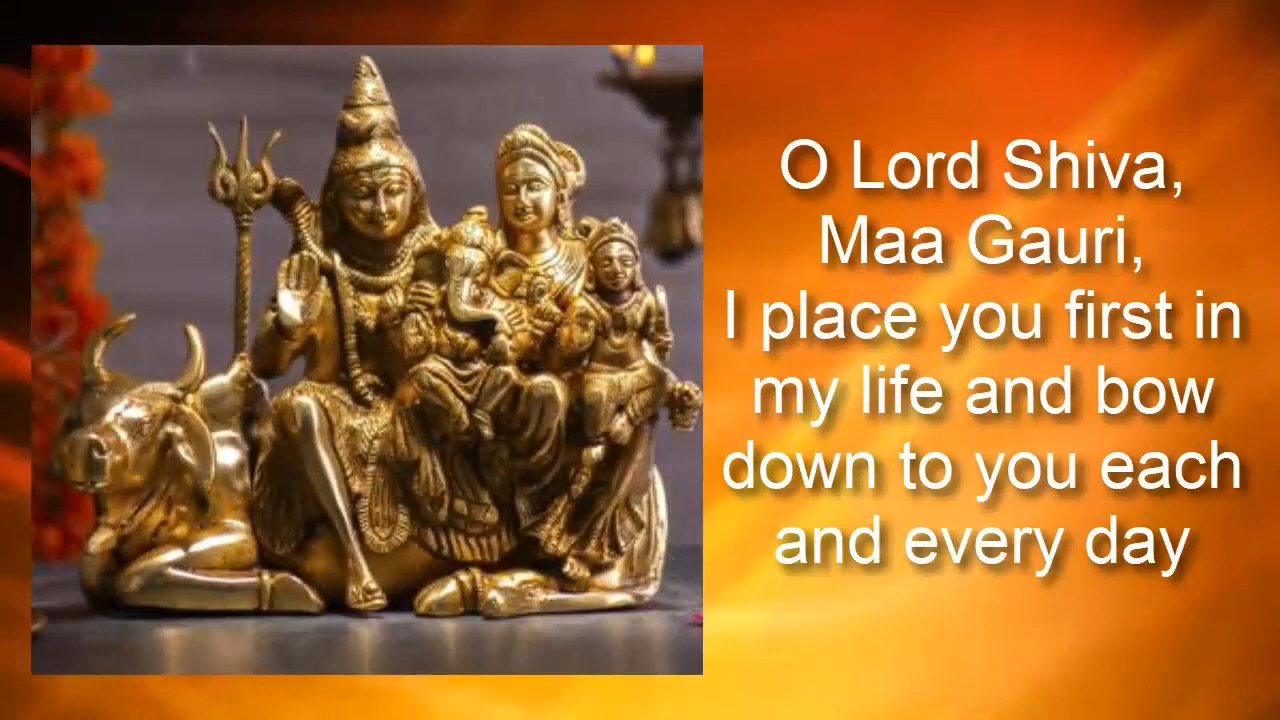 O Lord Shiva,
Maa Gauri,
I place you first in
my life and bow
down to you each
and every day